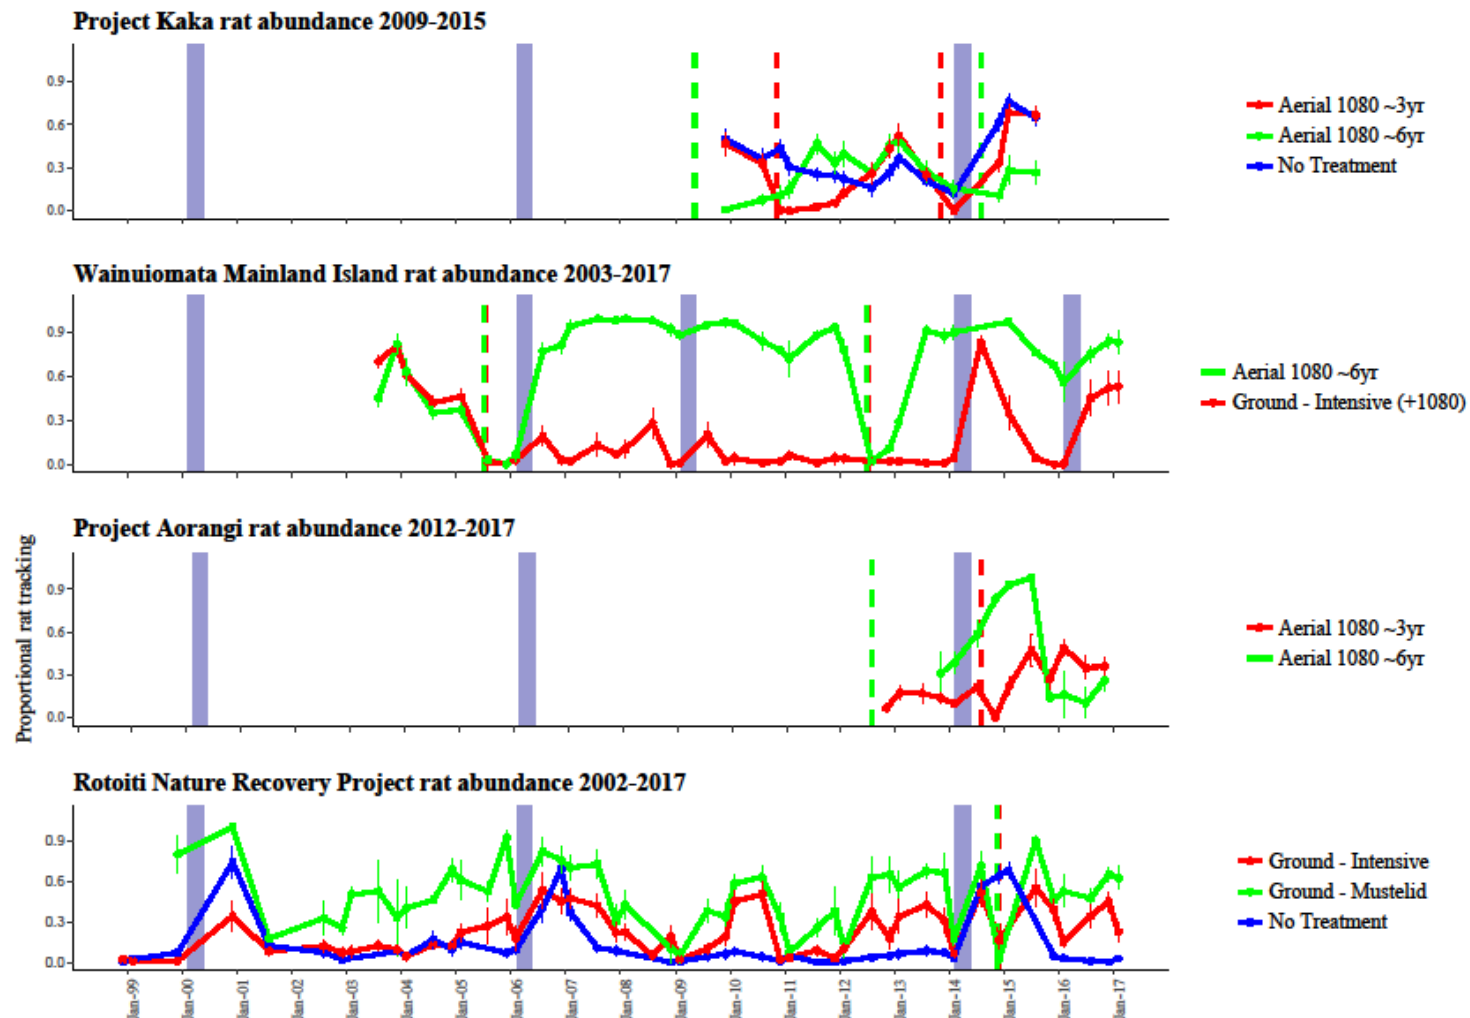 Project Kaka rat abundance 2009-2015
0.9
0.6
0.3
0.0
Aerial 1080 ~3yr
Aerial 1080 ~6yr
No Treatment
Wainuiomata Mainland Island rat abundance 2003-2017
0.9
0.6
0.3
0.0
Aerial 1080 ~6yr
Ground - Intensive (+1080)
Project Aorangi rat abundance 2012-2017
Proportional rat tracking
0.9
0.6
0.3
0.0
Aerial 1080 ~3yr
Aerial 1080 ~6yr
Rotoiti Nature Recovery Project rat abundance 2002-2017
0.9
0.6
0.3
0.0
Ground - Intensive
Ground - Mustelid
No Treatment
Jan-99
Jan-00
Jan-01
Jan-02
Jan-03
Jan-04
Jan-05
Jan-06
Jan-07
Jan-08
Jan-09
Jan-10
Jan-11
Jan-12
Jan-13
Jan-14
Jan-15
Jan-16
Jan-17